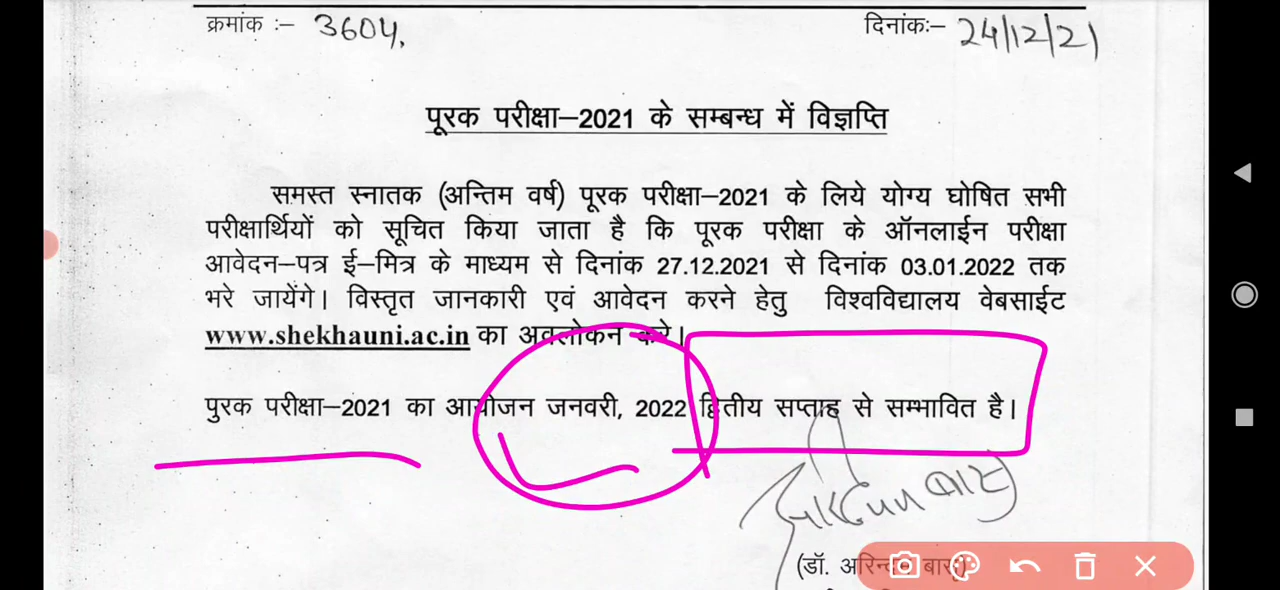 क्रमांक :– 3604.
दिनांकः– 24/12/21
पूरक परीक्षा–2021 के सम्बन्ध में विज्ञप्ति
समस्त स्नातक (अन्तिम वर्ष) पूरक परीक्षा–2021 के लिये योग्य घोषित सभी
परीक्षार्थियों को सूचित किया जाता है कि पूरक परीक्षा के ऑनलाईन परीक्षा
आवेदन–पत्र ई–मित्र के माध्यम से दिनांक 27.12.2021 से दिनांक 03.01.2022 तक
भरे जायेंगे। विस्तृत जानकारी एवं आवेदन करने हेतु विश्वविद्यालय वेबसाईट
www.shekhauni.ac.in का अवलोकन करे।
पुरक परीक्षा–2021 का आयोजन जनवरी, 2022 द्वितीय सप्ताह से सम्भावित है।
(डॉ. अरिन्दम बासु)